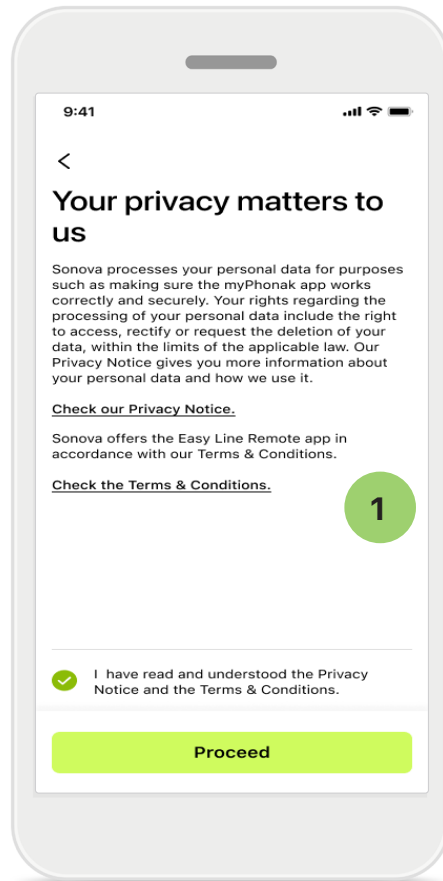 9:41
Your privacy matters to
us
Sonova processes your personal data for purposes
such as making sure the myPhonak app works
correctly and securely. Your rights regarding the
processing of your personal data include the right
to access, rectify or request the deletion of your
data, within the limits of the applicable law. Our
Privacy Notice gives you more information about
your personal data and how we use it.
Check our Privacy Notice.
Sonova offers the Easy Line Remote app in
accordance with our Terms & Conditions.
Check the Terms & Conditions.
1
I have read and understood the Privacy
Notice and the Terms & Conditions.
Proceed